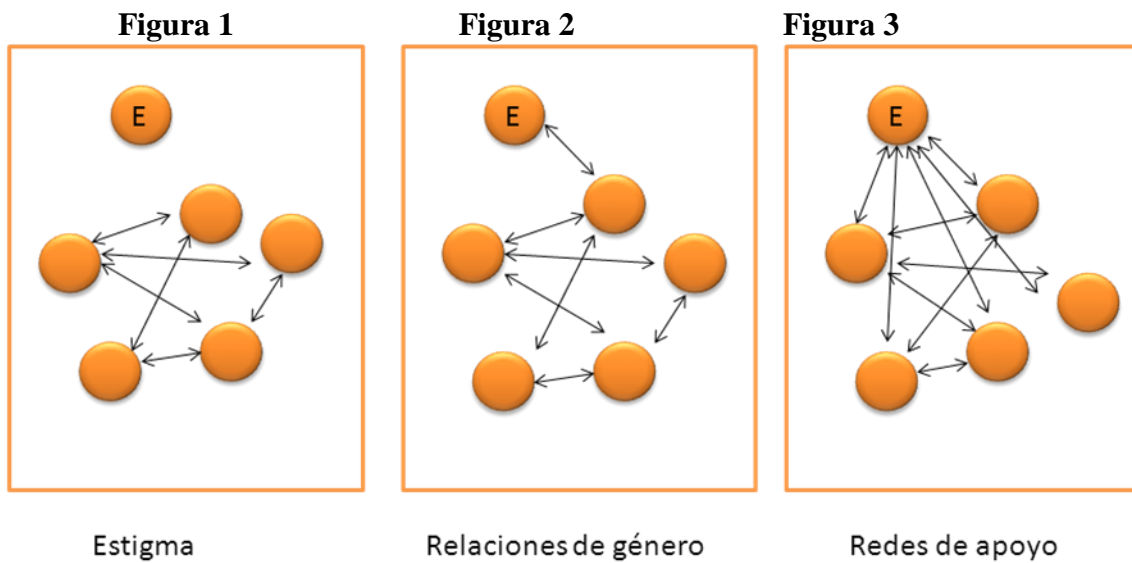 Figura 1 Figura 2 Figura 3
E E E
Estigma Relaciones de género Redes de apoyo